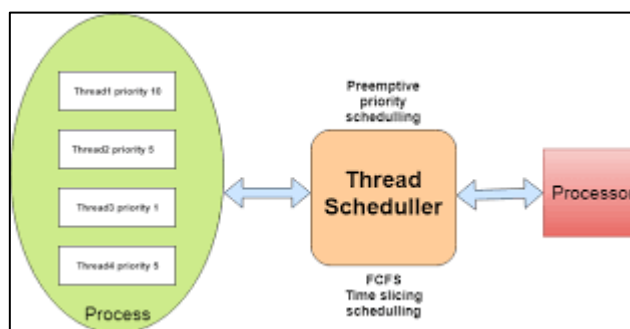 Thread1 priority 10
Thread2 priority 5
Thread3 priority 1
Thread4 priority 5
Process
Preemptive
priority
schedulling
Thread
Scheduller
FCFS
Time slicing
schedulling
Processor